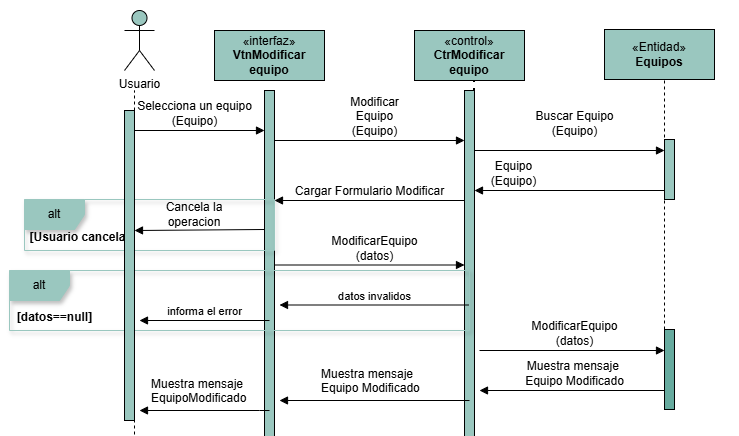 «interfaz»
VtnModificar
equipo
«control»
CtrModificar
equipo
«Entidad»
Equipos
Usuario
Selecciona un equipo
(Equipo)
Modificar
Equipo
(Equipo)
Buscar Equipo
(Equipo)
Equipo
(Equipo)
Cargar Formulario Modificar
alt
[Usuario cancela
Cancela la
operacion
ModificarEquipo
(datos)
alt
[datos==null]
datos invalidos
informa el error
ModificarEquipo
(datos)
Muestra mensaje
Equipo Modificado
Muestra mensaje
Equipo Modificado
Muestra mensaje
EquipoModificado